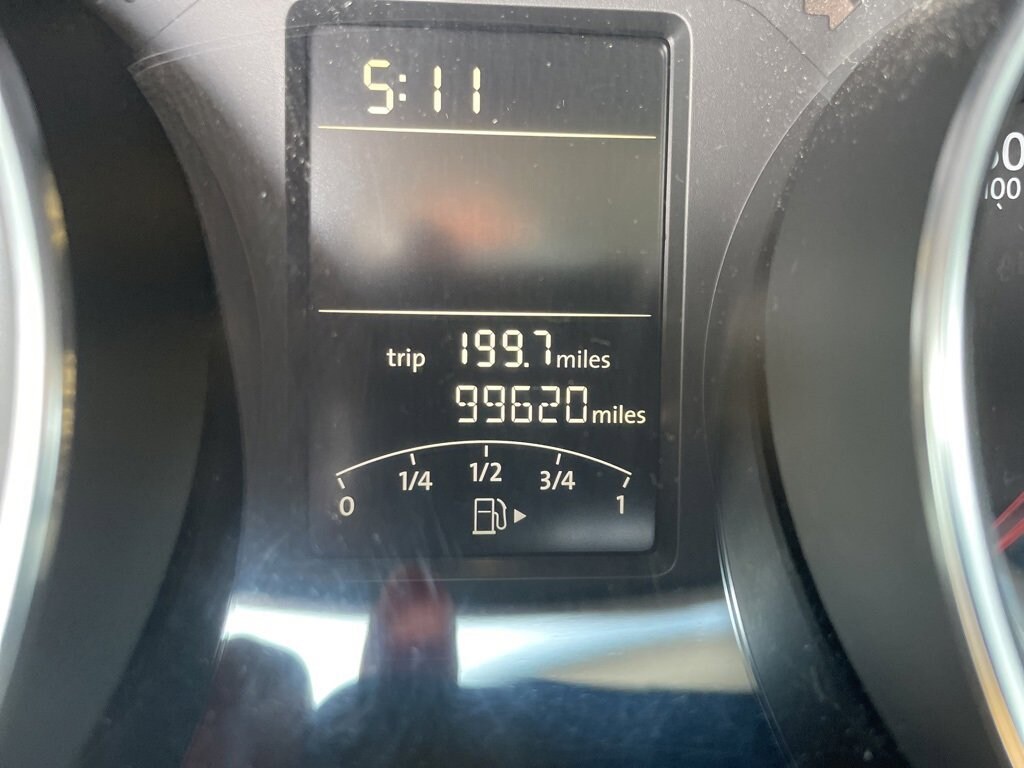 5:11
trip 199.7 miles
99620 miles
0 1/4 1/2 3/4 1